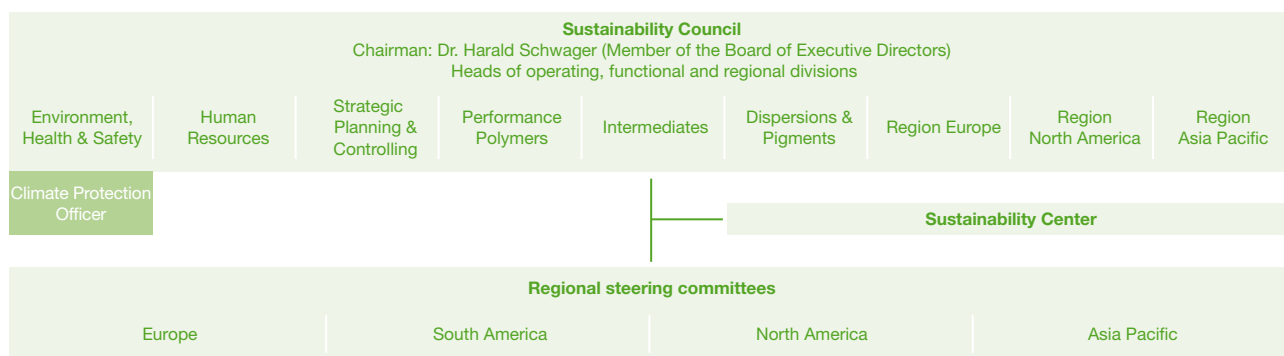 Sustainability Council
Chairman: Dr. Harald Schwager (Member of the Board of Executive Directors)
Heads of operating, functional and regional divisions
Environment,
Health & Safety
Human
Resources
Strategic
Planning &
Controlling
Performance
Polymers
Intermediates
Dispersions &
Pigments
Region Europe
Region
North America
Region
Asia Pacific
Climate Protection
Officer
Sustainability Center
Regional steering committees
Europe
South America
North America
Asia Pacific